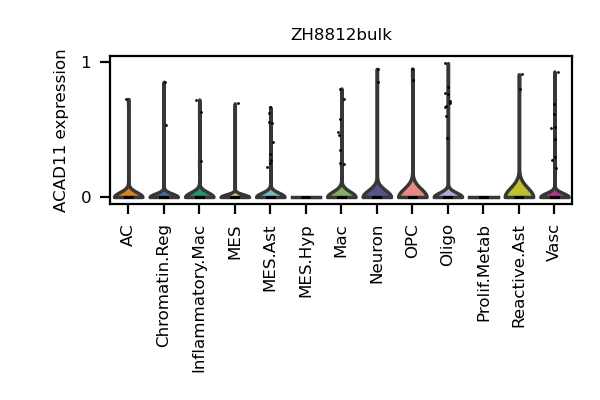 ZH8812bulk
ACAD11 expression
1
0
AC
Chromatin.Reg
Inflammatory.Mac
MES
MES.Ast
MES.Hyp
Mac
Neuron
OPC
Oligo
Prolif.Metab
Reactive.Ast
Vasc